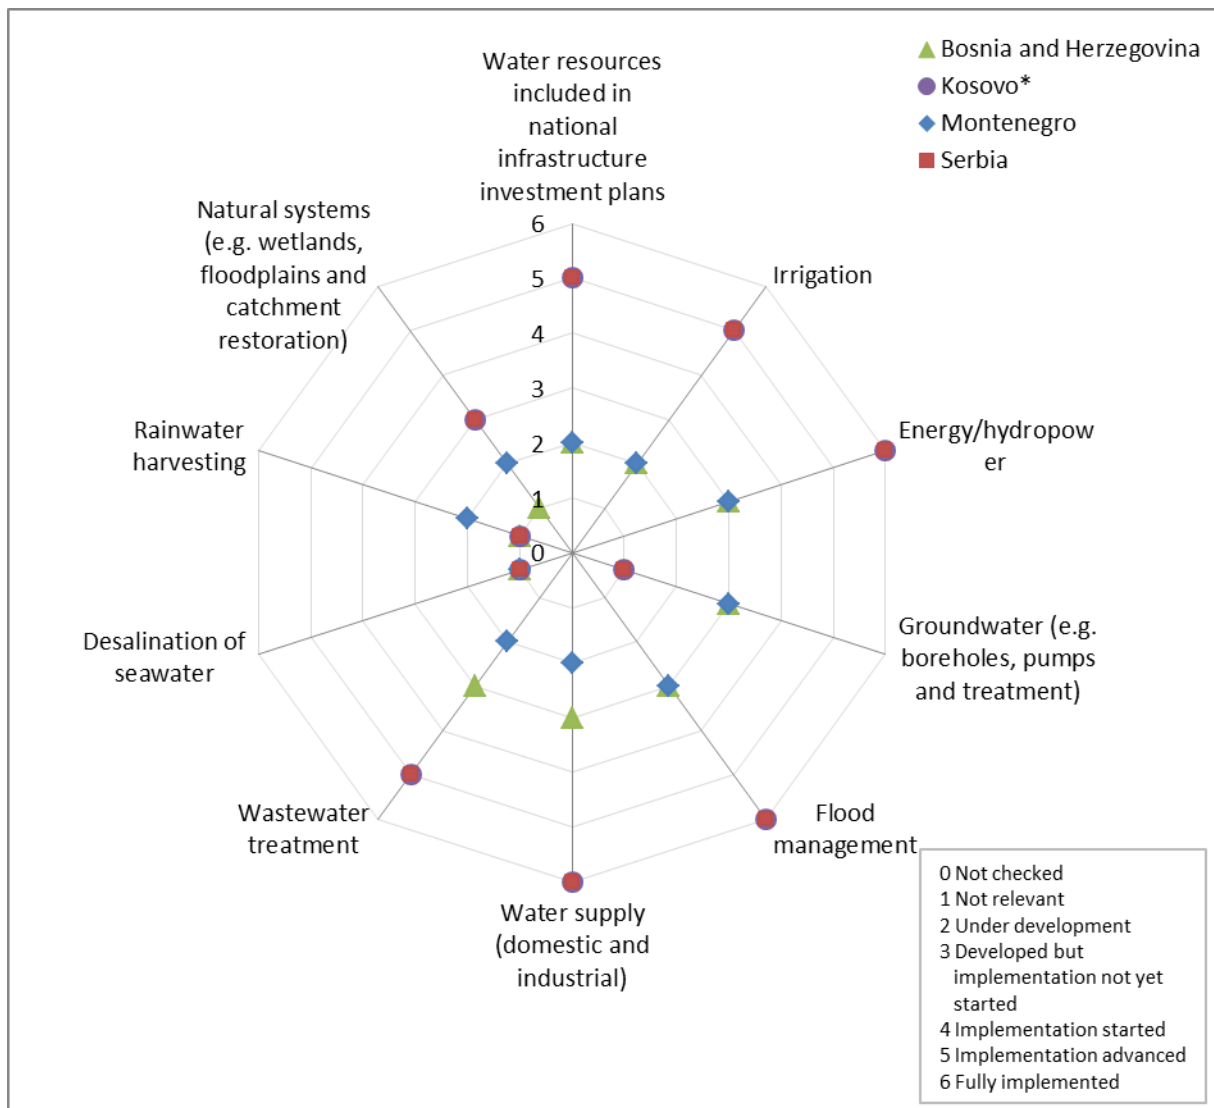 Bosnia and Herzegovina
Kosovo*
Montenegro
Serbia
Water resources
included in
national
infrastructure
investment plans
Natural systems
(e.g. wetlands,
floodplains and
catchment
restoration)
Irrigation
Rainwater
harvesting
Energy/hydropow
er
Desalination of
seawater
Groundwater (e.g.
boreholes, pumps
and treatment)
Wastewater
treatment
Flood
management
Water supply
(domestic and
industrial)
6
5
4
3
2
1
0
0 Not checked
1 Not relevant
2 Under development
3 Developed but
implementation not yet
started
4 Implementation started
5 Implementation advanced
6 Fully implemented